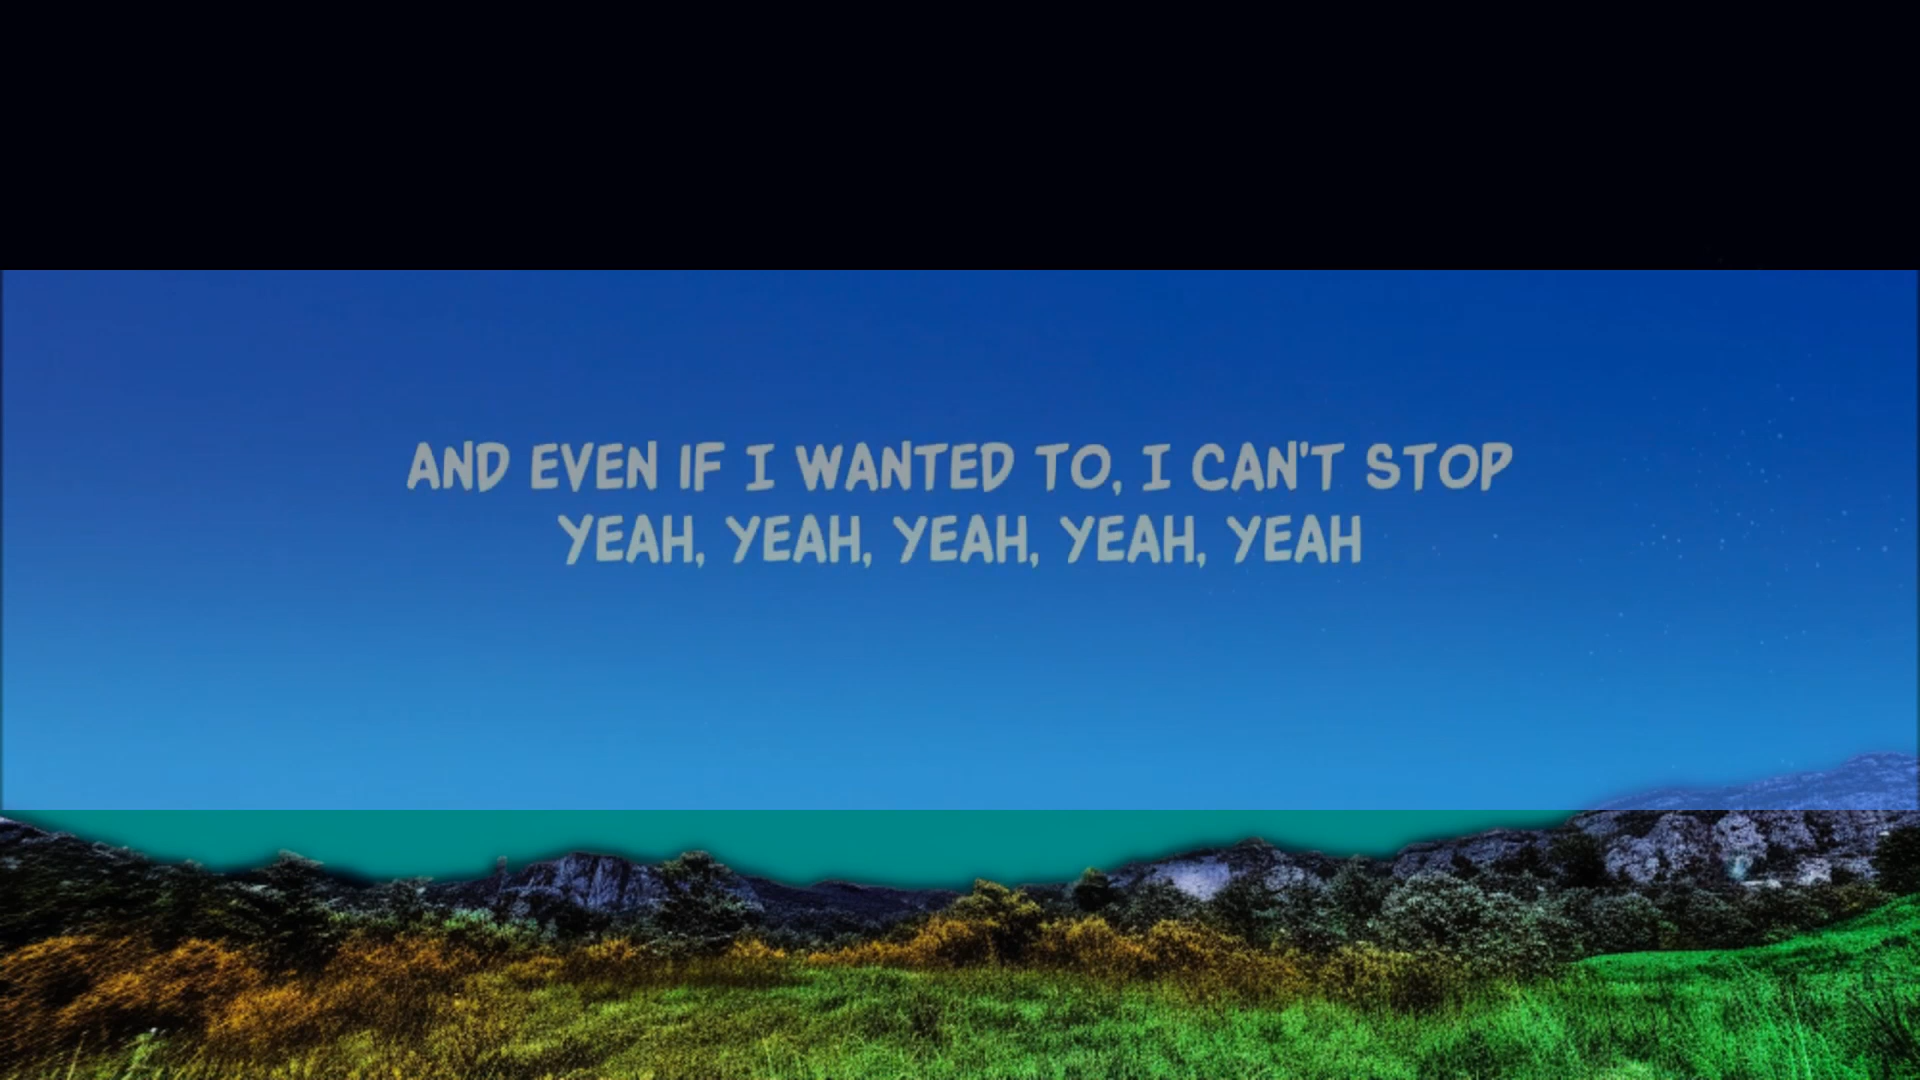 AND EVEN IF I WANTED TO, I CAN'T STOP
YEAH, YEAH, YEAH, YEAH, YEAH